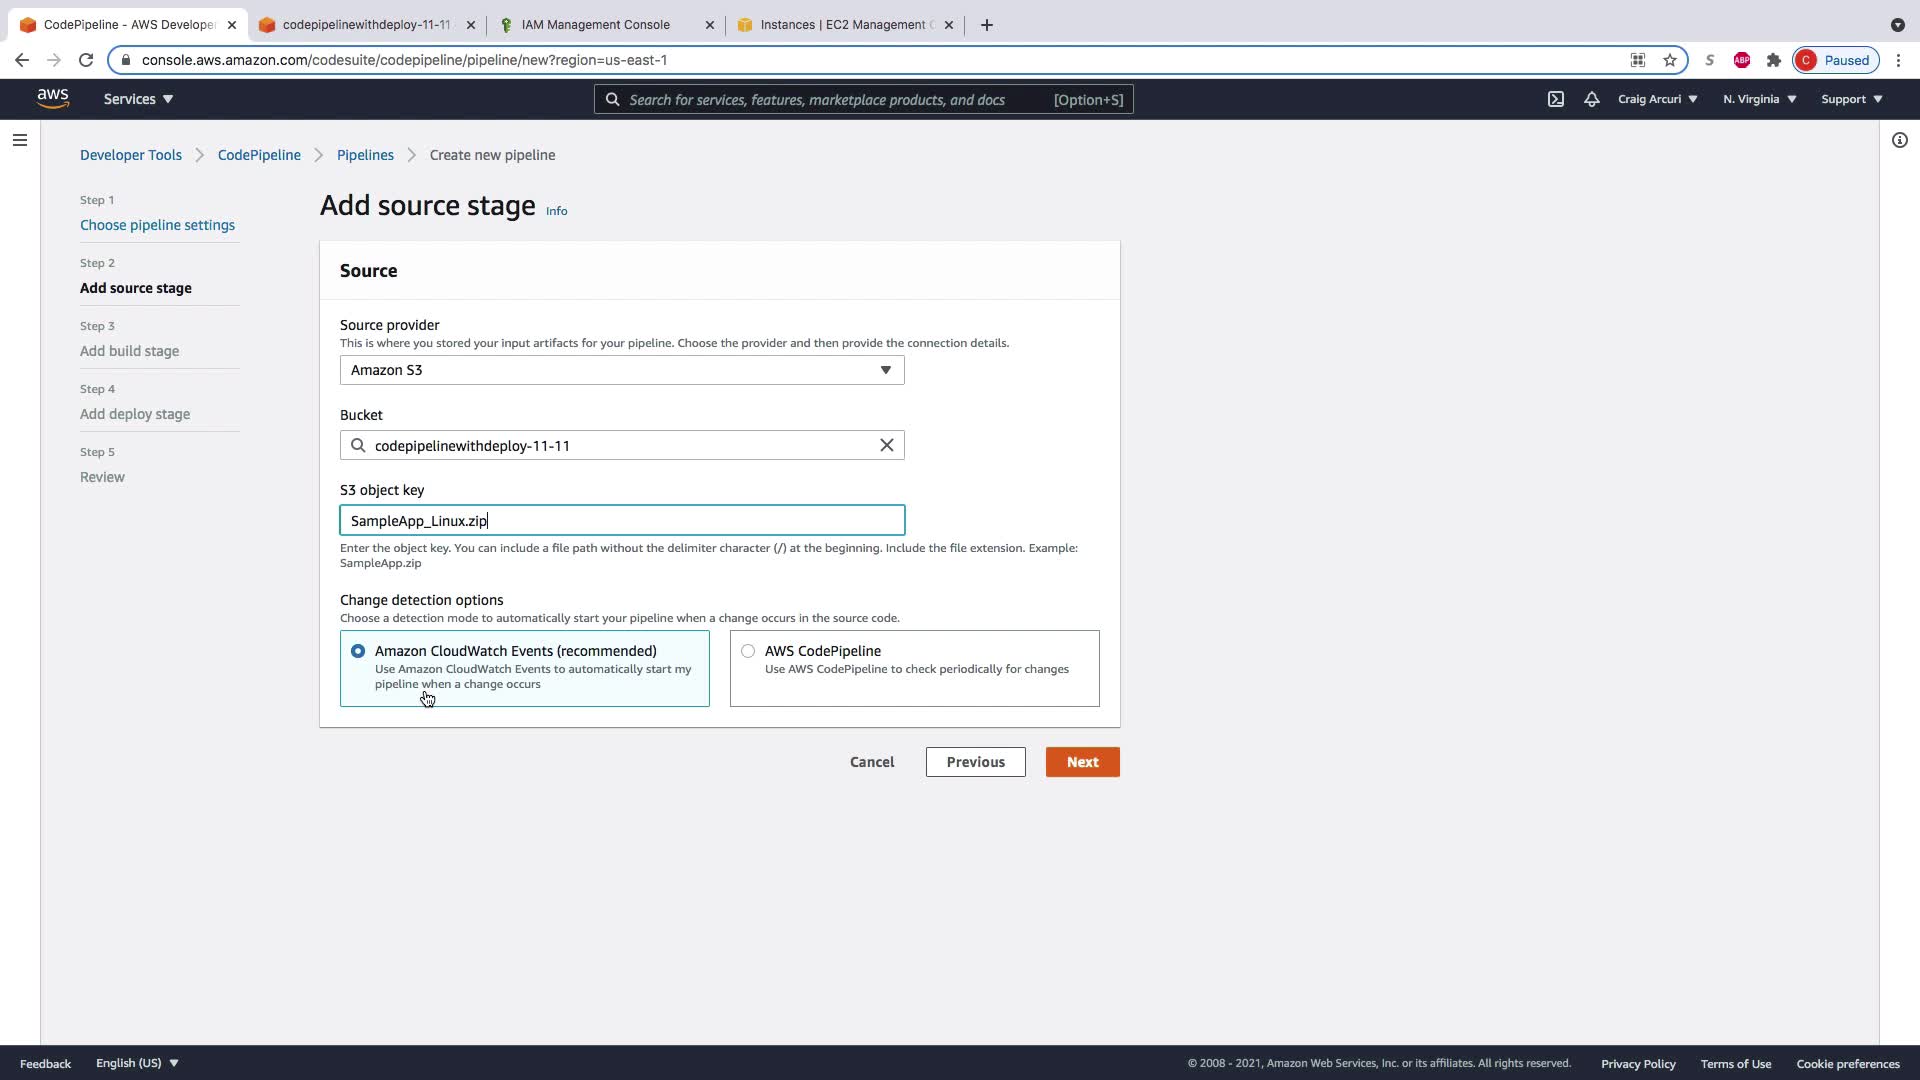 CodePipeline - AWS Developer
codepipelinewithdeploy-11-11
IAM Management Console
Instances | EC2 Management C
console.aws.amazon.com/codesuite/codepipeline/pipeline/new?region=us-east-1
S
ABP
C
Paused
aws
Services
Search for services, features, marketplace products, and docs
[Option+S]
Craig Arcuri
N. Virginia
Support
Developer Tools
CodePipeline
Pipelines
Create new pipeline
Step 1
Choose pipeline settings
Step 2
Add source stage
Step 3
Add build stage
Step 4
Add deploy stage
Step 5
Review
Add source stage Info
Source
Source provider
This is where you stored your input artifacts for your pipeline. Choose the provider and then provide the connection details.
Amazon S3
Bucket
codepipelinewithdeploy-11-11
S3 object key
SampleApp_Linux.zip
Enter the object key. You can include a file path without the delimiter character (/) at the beginning. Include the file extension. Example:
SampleApp.zip
Change detection options
Choose a detection mode to automatically start your pipeline when a change occurs in the source code.
Amazon CloudWatch Events (recommended)
Use Amazon CloudWatch Events to automatically start my
pipeline when a change occurs
AWS CodePipeline
Use AWS CodePipeline to check periodically for changes
Cancel
Previous
Next
Feedback
English (US)
© 2008 - 2021, Amazon Web Services, Inc. or its affiliates. All rights reserved.
Privacy Policy
Terms of Use
Cookie preferences